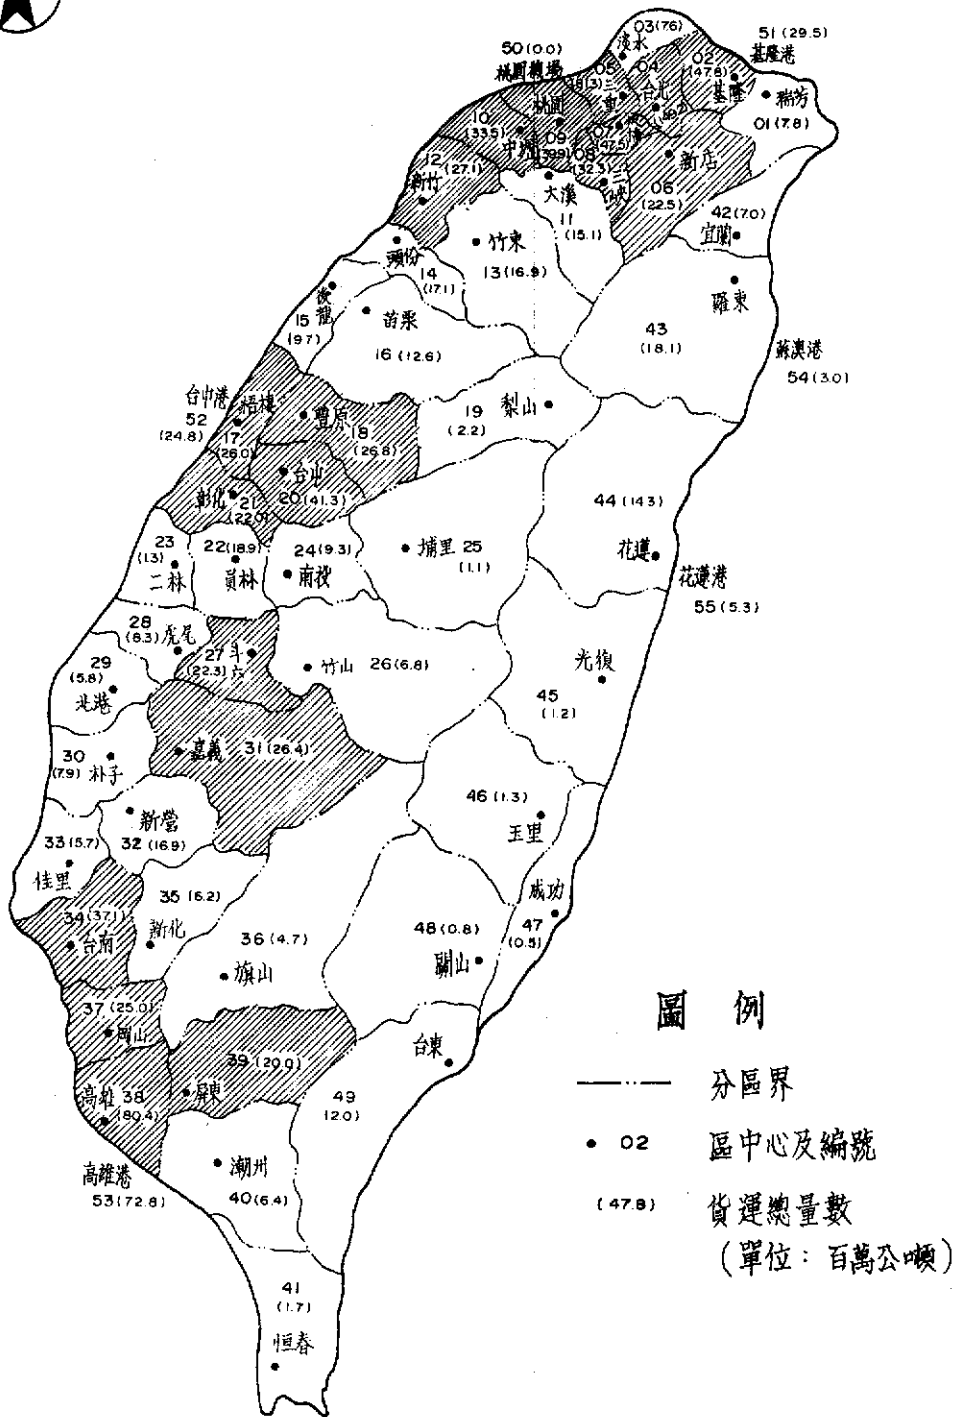 03(7.6)
淡水
51(29.5)
基隆港
50(0.0)
桃園機場
02
(47.8)
基隆
瑞芳
01(7.8)
05
三重
04
台北
10
(33.5)
中壢
桃園
09
07
(47.5)
08
(32.3)
三峽
新店
06
(22.5)
12
(27.1)
新竹
大溪
11
(15.1)
42(7.0)
宜蘭
頭份
14
(17.1)
竹東
13(16.9)
羅東
43
(18.1)
蘇澳港
54(3.0)
後龍
15
(9.7)
苗栗
16(12.6)
台中港
52
(24.8)
梧棲
17
(26.0)
豐原
18
(26.8)
19
(2.2)
梨山
台中
20(41.3)
彰化
21
(22.0)
44(14.3)
花蓮
花蓮港
55(5.3)
23
(1.3)
二林
22(18.9)
員林
24(9.3)
南投
埔里 25
(1.1)
28
(8.3)
虎尾
27
(22.3)
斗六
竹山
26(6.8)
光復
45
(1.2)
29
(5.8)
北港
嘉義 31(26.4)
30
(7.9)
朴子
新營
32(16.9)
46(1.3)
玉里
33(5.7)
佳里
35(6.2)
新化
34(37.1)
台南
36(4.7)
旗山
48(0.8)
關山
成功
47
(0.5)
37(25.0)
岡山
39
屏東
台東
49
(2.0)
高雄 38
(80.4)
高雄港
53(72.8)
潮州
40(6.4)
41
(1.7)
恒春
圖 例
分區界
02 區中心及編號
(47.8) 貨運總量數
(單位：百萬公噸)